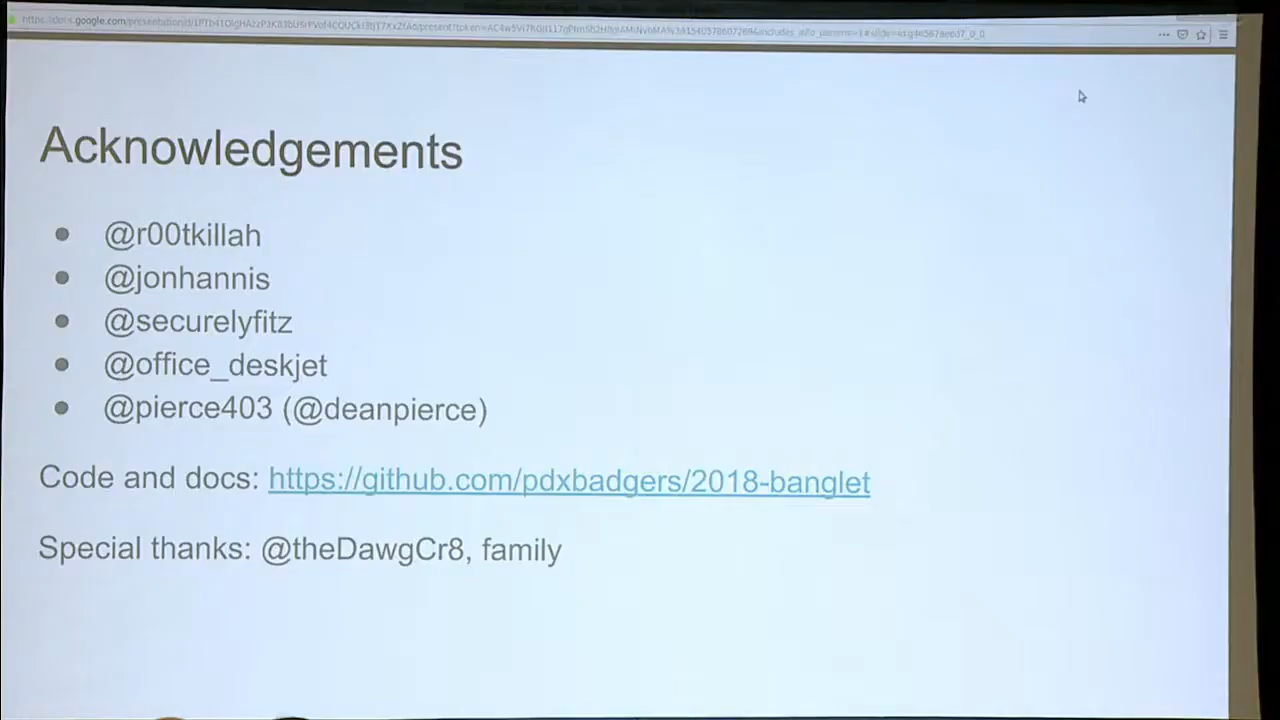 Acknowledgements
@r00tkillah
@jonhannis
@securelyfitz
@office_deskjet
@pierce403 (@deanpierce)
Code and docs: https://github.com/pdxbadgers/2018-banglet
Special thanks: @theDawgCr8, family